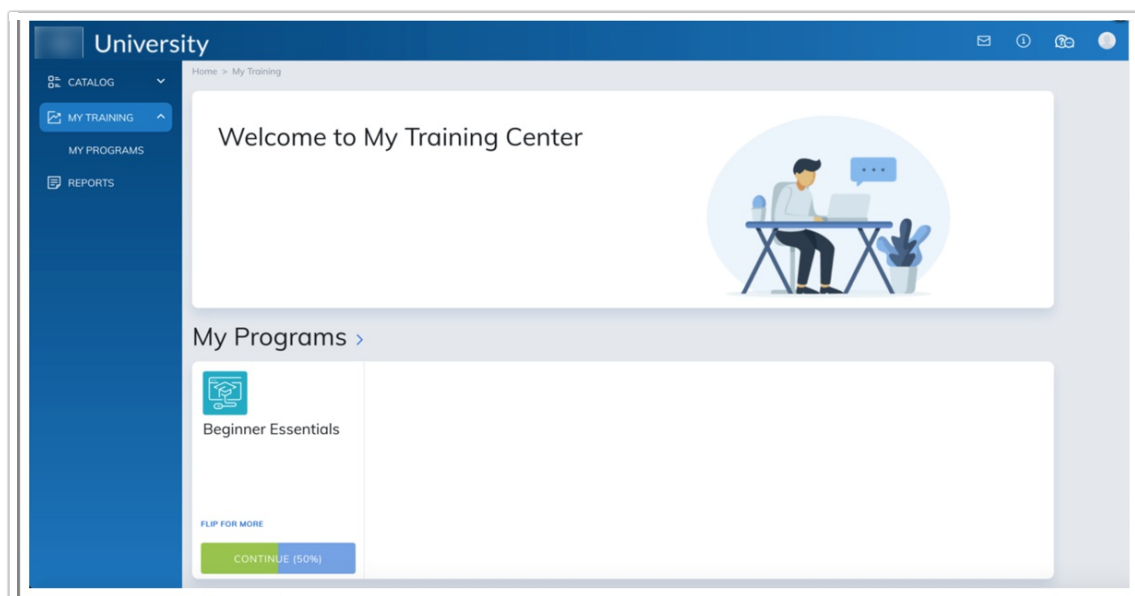 University
CATALOG
MY TRAINING
MY PROGRAMS
REPORTS
Home > My Training
Welcome to My Training Center
My Programs >
Beginner Essentials
FLIP FOR MORE
CONTINUE (50%)